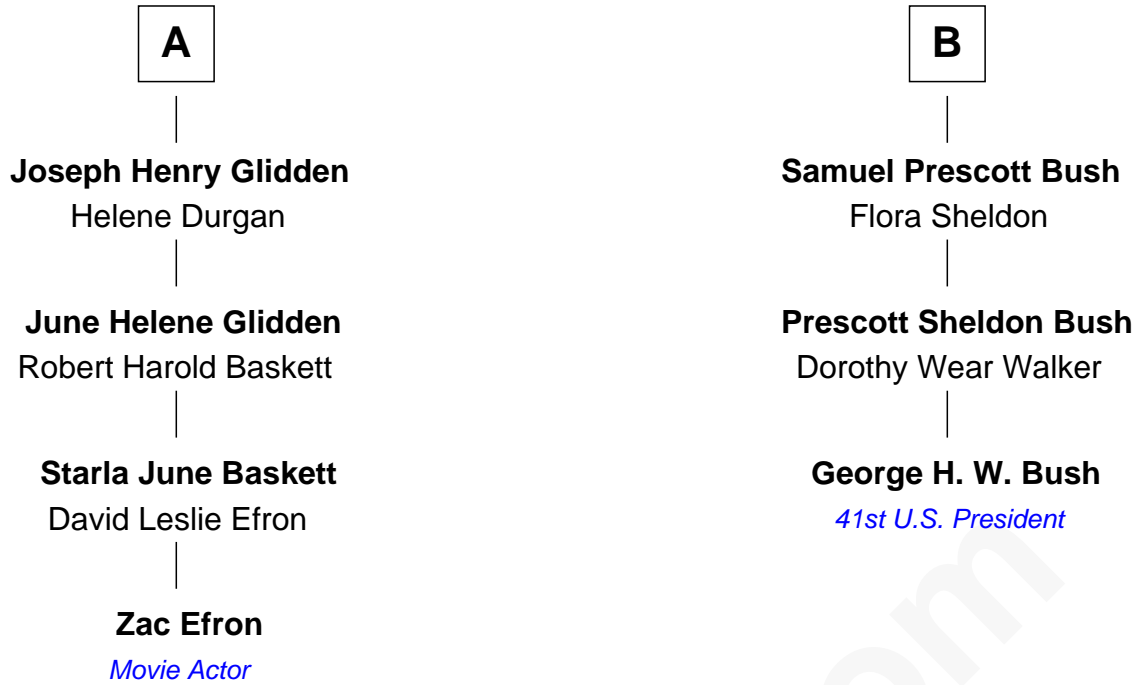 A
Joseph Henry Glidden
Helene Durgan
June Helene Glidden
Robert Harold Baskett
Starla June Baskett
David Leslie Efron
Zac Efron
Movie Actor
B
Samuel Prescott Bush
Flora Sheldon
Prescott Sheldon Bush
Dorothy Wear Walker
George H. W. Bush
41st U.S. President
om